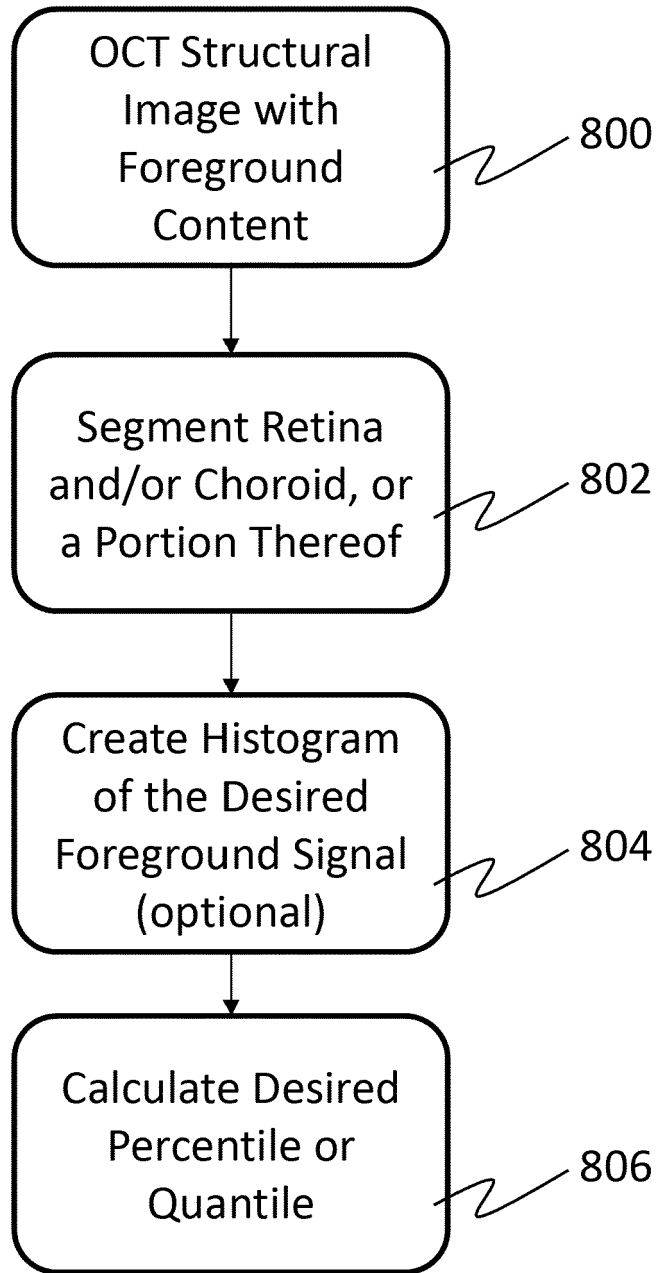 OCT Structural
Image with
Foreground
Content
800
Segment Retina
and/or Choroid, or
a Portion Thereof
802
Create Histogram
of the Desired
Foreground Signal
(optional)
804
Calculate Desired
Percentile or
Quantile
806